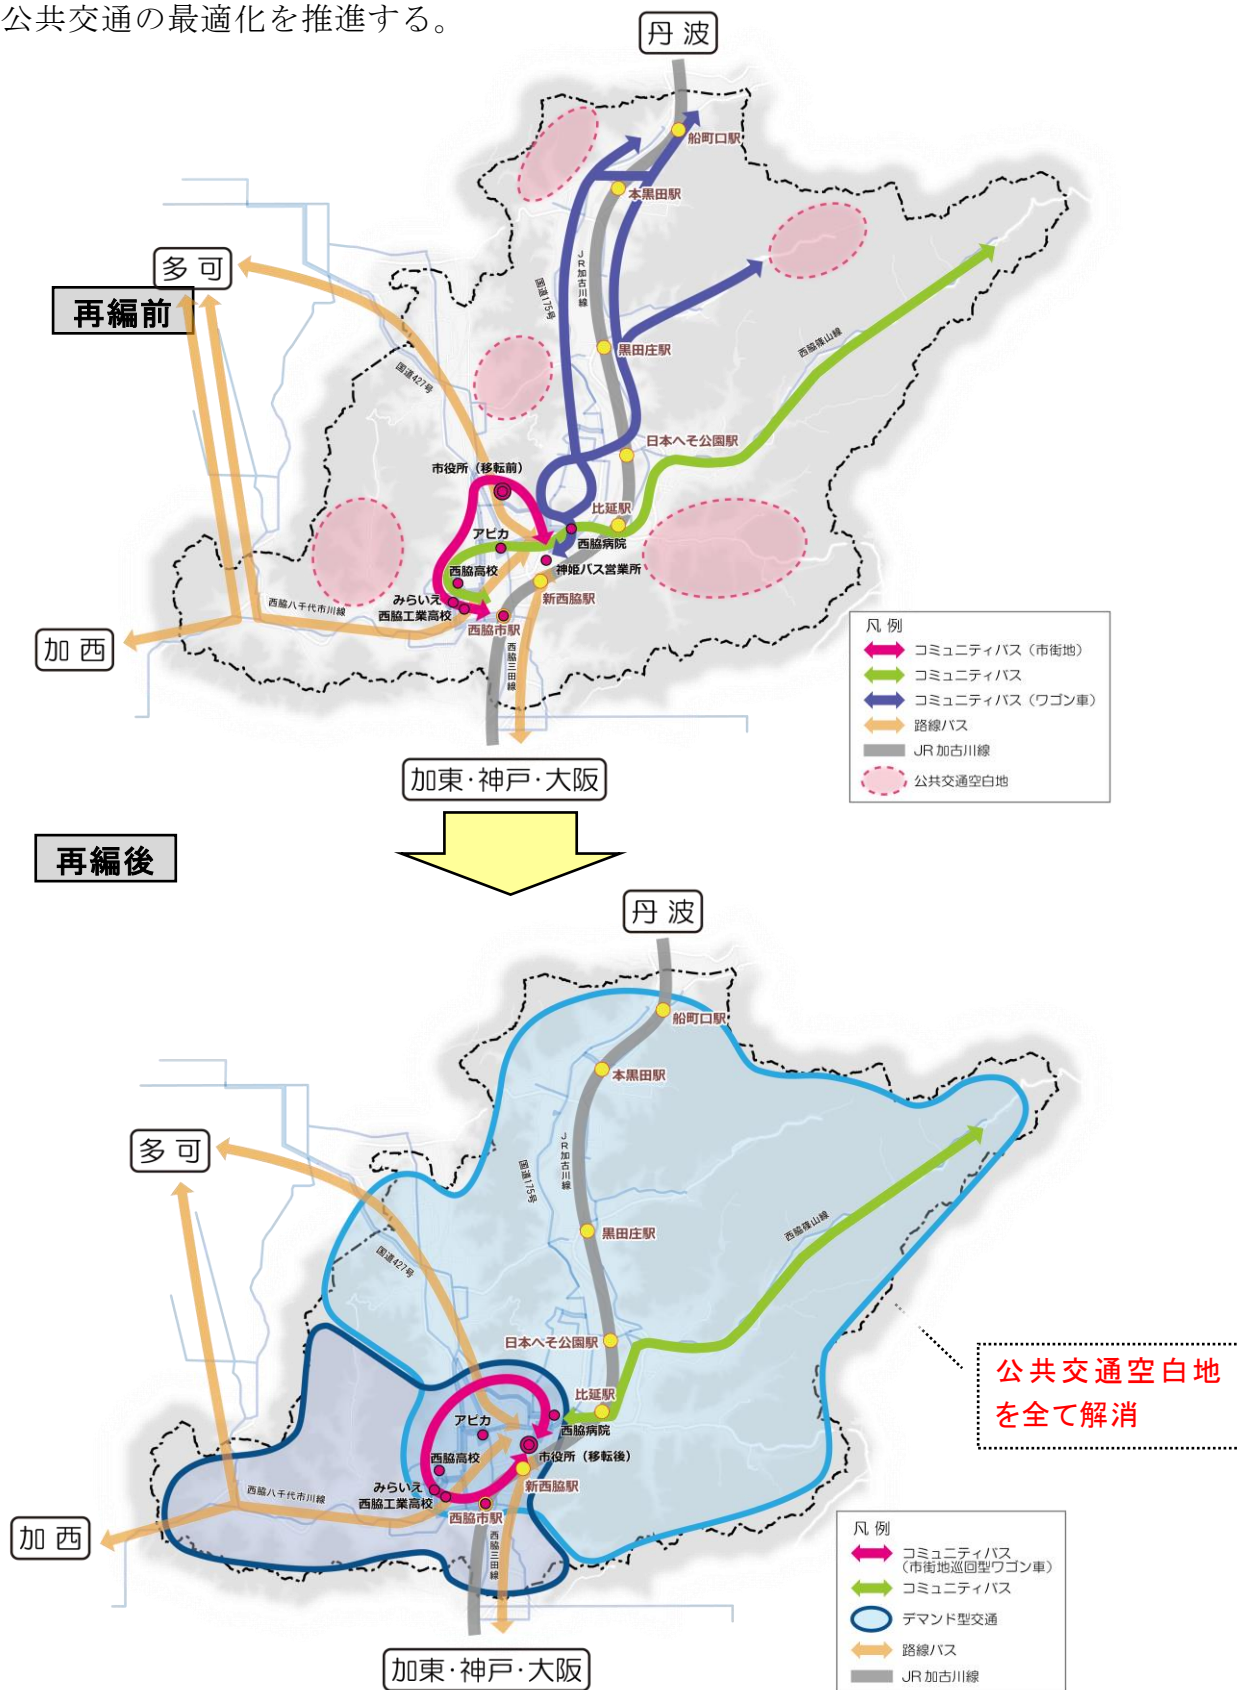 公共交通の最適化を推進する。
丹 波
船町口駅
本黒田駅
多 可
JR加古川線
国道175号
再編前
西脇篠山線
黒田庄駅
国道427号
日本へそ公園駅
市役所（移転前）
比延駅
アピカ
西脇病院
西脇高校
神姫バス営業所
新西脇駅
みらいえ
西脇八千代市川線
西脇工業高校
西脇市駅
加 西
西脇三田線
加東・神戸・大阪
凡 例
コミュニティバス（市街地）
コミュニティバス
コミュニティバス（ワゴン車）
路線バス
JR 加古川線
公共交通空白地
再編後
丹 波
船町口駅
本黒田駅
多 可
JR加古川線
国道175号
西脇篠山線
黒田庄駅
国道427号
日本へそ公園駅
公共交通空白地
を全て解消
比延駅
アピカ
西脇病院
市役所（移転後）
西脇高校
新西脇駅
みらいえ
西脇八千代市川線
西脇工業高校
西脇市駅
加 西
西脇三田線
加東・神戸・大阪
凡 例
コミュニティバス
（市街地巡回型ワゴン車）
コミュニティバス
デマンド型交通
路線バス
JR 加古川線